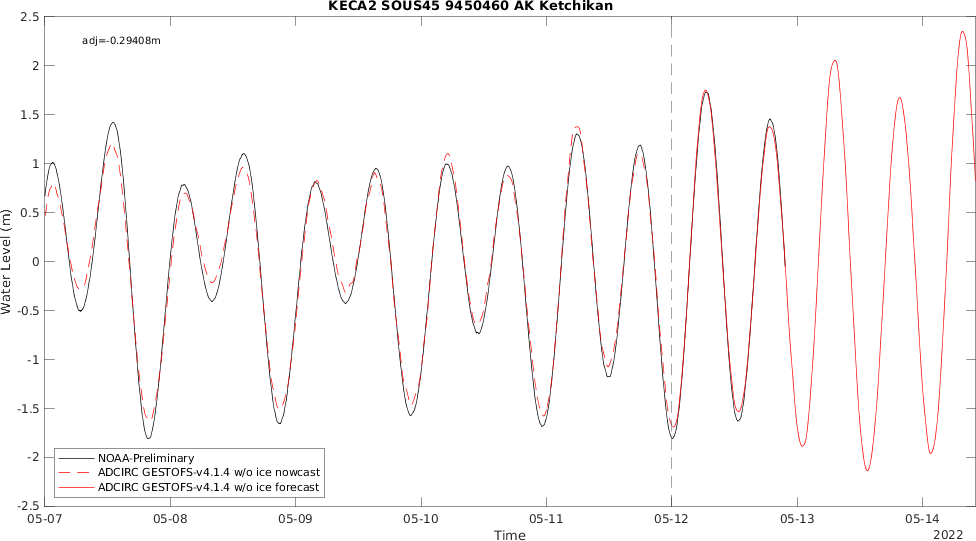 KECA2 SOUS45 9450460 AK Ketchikan
adj=-0.29408m
2.5
2
1.5
1
0.5
0
-0.5
-1
-1.5
-2
-2.5
Water Level (m)
NOAA-Preliminary
ADCIRC GESTOFS-v4.1.4 w/o ice nowcast
ADCIRC GESTOFS-v4.1.4 w/o ice forecast
05-07 05-08 05-09 05-10 05-11 05-12 05-13 05-14
Time
2022